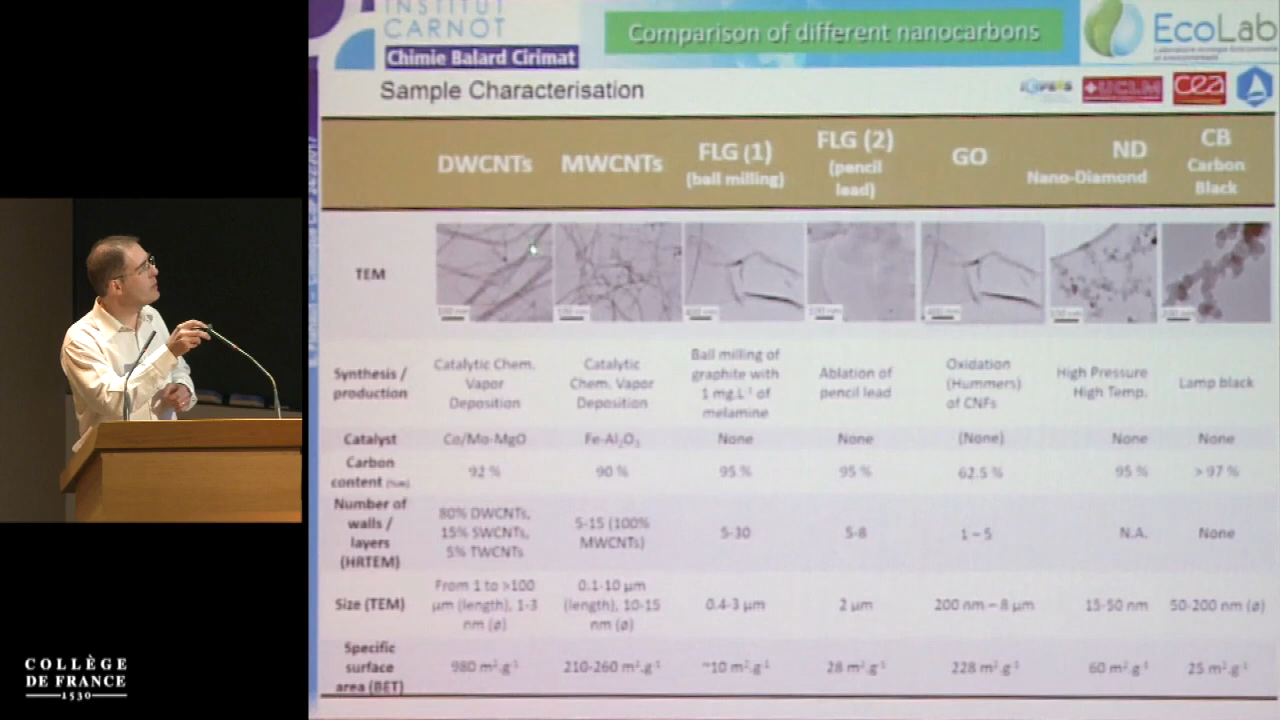 INSTITUT
CARNOT
Chimie Balard Cirimat
Comparison of different nanocarbons
EcoLab
Sample Characterisation
UCLM
cea
DWCNTs
MWCNTs
FLG (1)
(ball milling)
FLG (2)
(pencil
lead)
GO
ND
Nano-Diamond
CB
Carbon
Black
TEM
Synthesis /
production
Catalytic Chem.
Vapor
Deposition
Catalytic
Chem. Vapor
Deposition
Ball milling of
graphite with
1 mg.L⁻¹ of
melamine
Ablation of
pencil lead
Oxidation
(Hummers)
of CNFs
High Pressure
High Temp.
Lamp black
Catalyst
Co/Mo-MgO
Fe-Al₂O₃
None
None
(None)
None
None
Carbon
content
92 %
90 %
95 %
95 %
62.5 %
95 %
> 97 %
Number of
walls /
layers
(HRTEM)
80% DWCNTs,
15% SWCNTs,
5% TWCNTs
5-15 (100%
MWCNTs)
5-30
5-8
1 – 5
N.A.
None
Size (TEM)
From 1 to >100
µm (length), 1-3
nm (ø)
0.1-10 µm
(length), 10-15
nm (ø)
0.4-3 µm
2 µm
200 nm – 8 µm
15-50 nm
50-200 nm (ø)
Specific
surface
area (BET)
980 m².g⁻¹
210-260 m².g⁻¹
~10 m².g⁻¹
28 m².g⁻¹
228 m².g⁻¹
60 m².g⁻¹
25 m².g⁻¹
COLLÈGE
DE FRANCE
1530